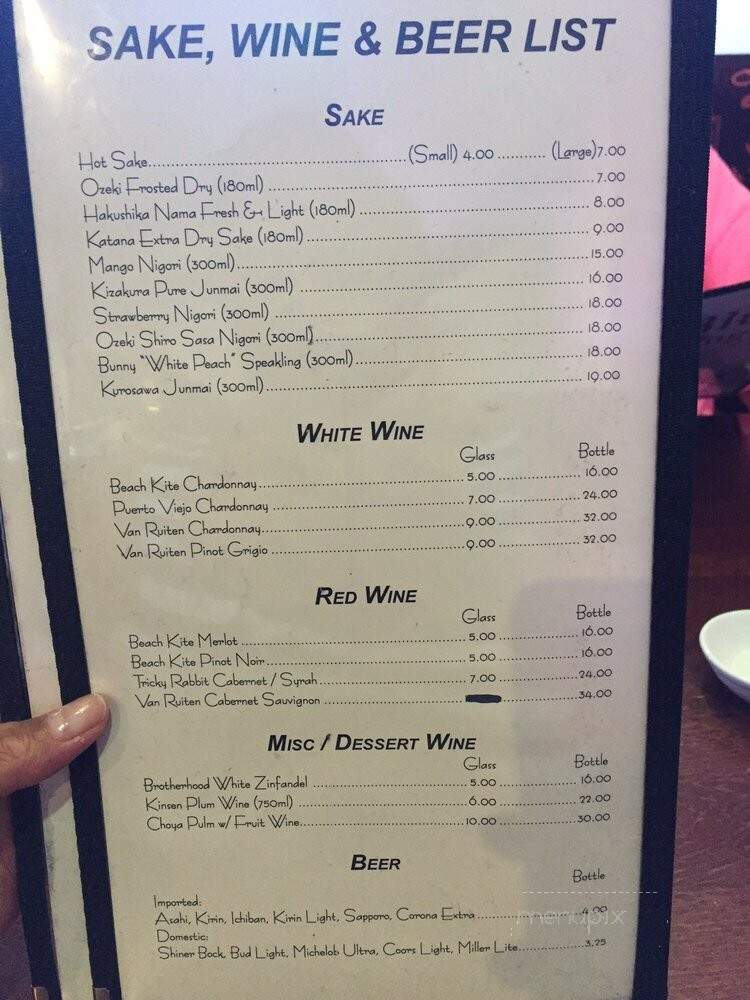 SAKE, WINE & BEER LIST
SAKE
Hot Sake (Small) 4.00 (Large) 7.00
Ozeki Frosted Dry (180ml) 7.00
Hakushika Nama Fresh & Light (180ml) 8.00
Katana Extra Dry Sake (180ml) 9.00
Mango Nigori (300ml) 15.00
Kizakura Pure Junmai (300ml) 16.00
Strawberry Nigori (300ml) 18.00
Ozeki Shiro Sasa Nigori (300ml) 18.00
Bunny "White Peach" Speakling (300ml) 18.00
Kurosawa Junmai (300ml) 19.00
WHITE WINE
Glass Bottle
Beach Kite Chardonnay 5.00 16.00
Puerto Viejo Chardonnay 7.00 24.00
Van Ruiten Chardonnay 9.00 32.00
Van Ruiten Pinot Grigio 9.00 32.00
RED WINE
Glass Bottle
Beach Kite Merlot 5.00 16.00
Beach Kite Pinot Noir 5.00 16.00
Tricky Rabbit Cabernet / Syrah 7.00 24.00
Van Ruiten Cabernet Sauvignon 34.00
MISC / DESSERT WINE
Glass Bottle
Brotherhood White Zinfandel 5.00 16.00
Kinsen Plum Wine (750ml) 6.00 22.00
Choya Pulm w/ Fruit Wine 10.00 30.00
BEER
Bottle
Imported:
Asahi, Kirin, Ichiban, Kirin Light, Sapporo, Corona Extra 4.00
Domestic:
Shiner Bock, Bud Light, Michelob Ultra, Coors Light, Miller Lite 3.25
menupix